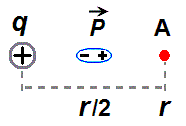 q P⃗ A
+ - +
r/2 r